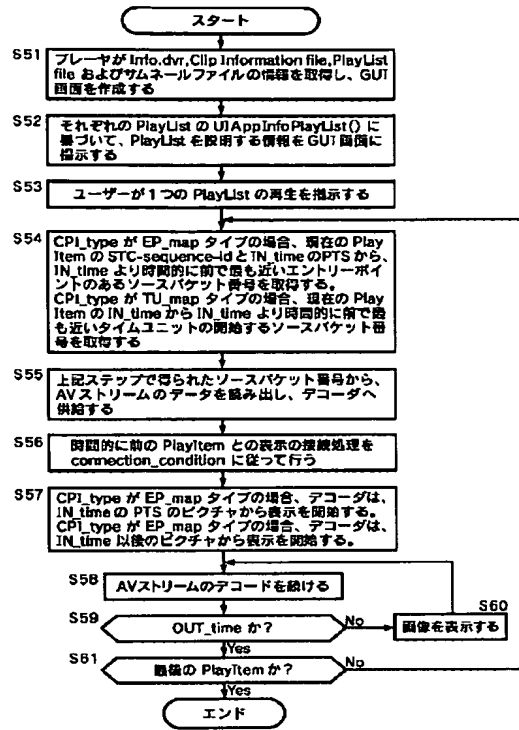 スタート
S51
プレーヤが Info.dvr,Clip Information file,PlayList
file およびサムネールファイルの情報を取得し、GUI
画面を作成する
S52
それぞれの PlayList の UIAppInfoPlayList() に
基づいて、PlayList を説明する情報を GUI 画面に
指示する
S53
ユーザーが 1 つの PlayList の再生を指示する
S54
CPI_type が EP_map タイプの場合、現在の Play
Item の STC-sequence-id と IN_time のPTS から、
IN_time より時間的に前で最も近いエントリーポイ
ントのあるソースパケット番号を取得する。
CPI_type が TU_map タイプの場合、現在の Play
Item の IN_time から IN_time より時間的に前で最
も近いタイムユニットの開始するソースパケット番
号を取得する
S55
上記ステップで得られたソースパケット番号から、
AVストリームのデータを読み出し、デコーダへ
供給する
S56
時間的に前の PlayItem との表示の接続処理を
connection_condition に従って行う
S57
CPI_type が EP_map タイプの場合、デコーダは、
IN_time の PTS のピクチャから表示を開始する。
CPI_type が EP_map タイプの場合、デコーダは、
IN_time 以後のピクチャから表示を開始する。
S58
AVストリームのデコードを続ける
S59
OUT_time か?
No
S60
画像を表示する
Yes
S61
最後の PlayItem か?
No
Yes
エンド